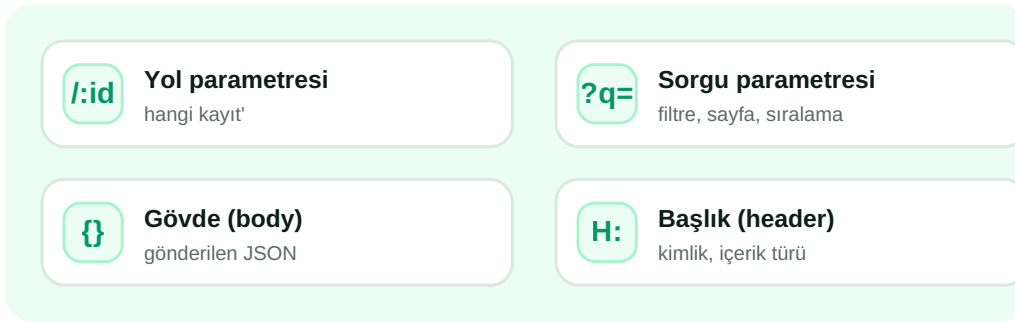 /:id
Yol parametresi
hangi kayıt'
?q=
Sorgu parametresi
filtre, sayfa, sıralama
{}
Gövde (body)
gönderilen JSON
H:
Başlık (header)
kimlik, içerik türü